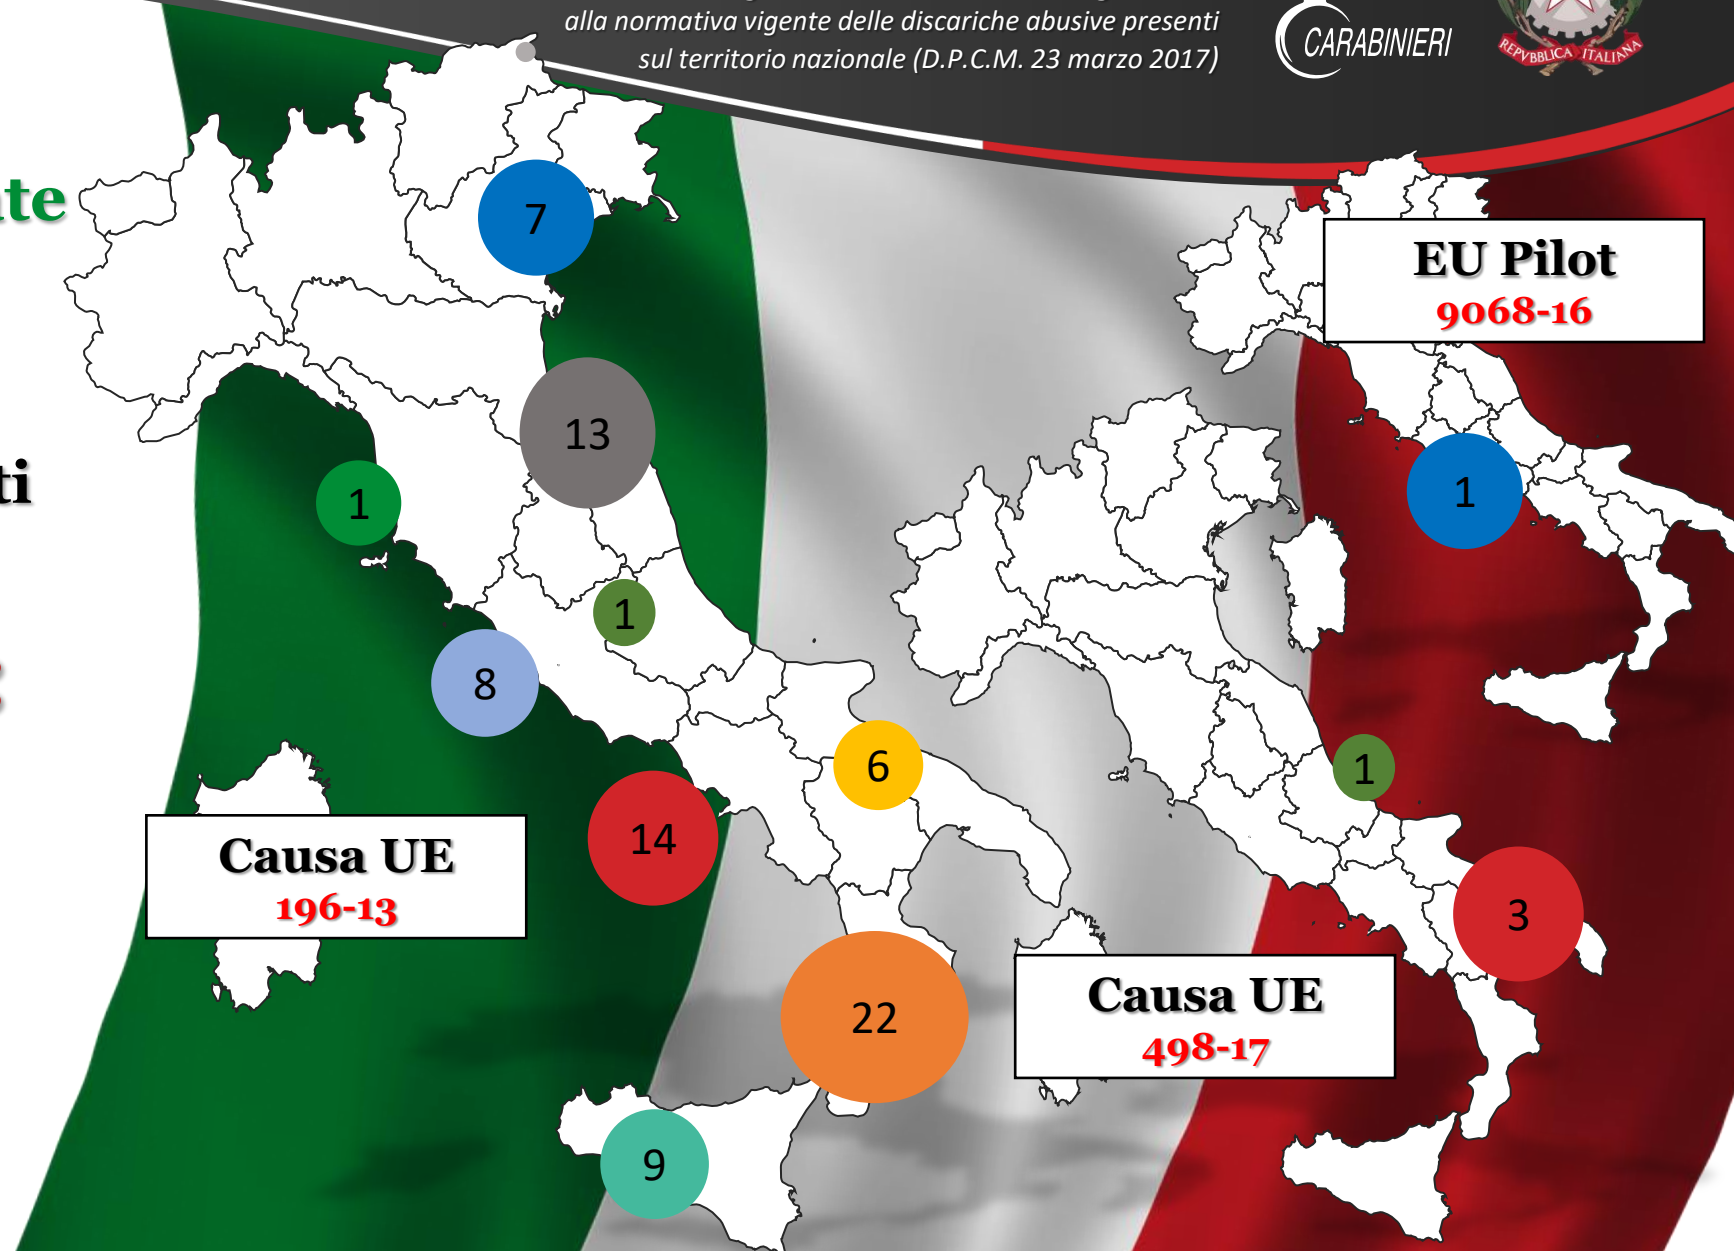 alla normativa vigente delle discariche abusive presenti
sul territorio nazionale (D.P.C.M. 23 marzo 2017)
CARABINIERI
REPVBBLICA ITALIANA
te
7
EU Pilot
9068-16
13
1
1
ti
1
8
6
1
14
Causa UE
196-13
3
22
Causa UE
498-17
9